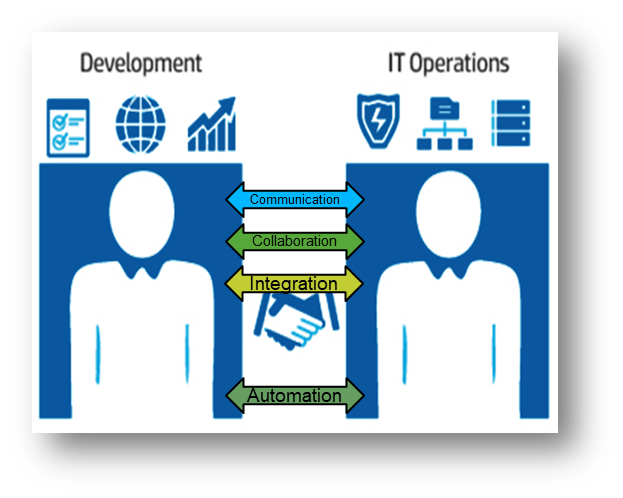 Development
IT Operations
Communication
Collaboration
Integration
Automation